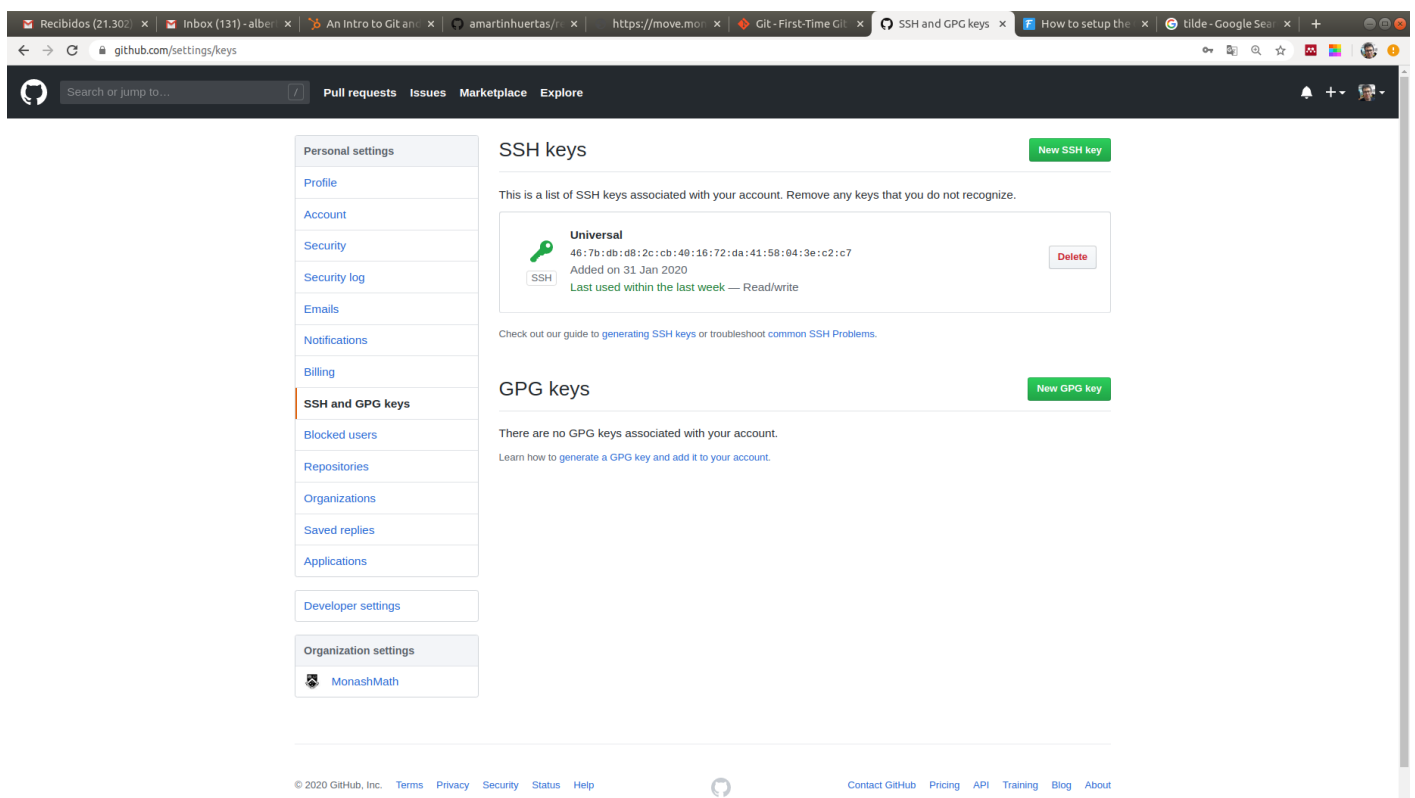 Recibidos (21.302)
Inbox (131) - alber
An Intro to Git and
amartinhuertas/re
https://move.mon
Git - First-Time Git
SSH and GPG keys
How to setup the
tilde - Google Sear
github.com/settings/keys
Search or jump to...
/
Pull requests Issues Marketplace Explore
Personal settings
Profile
Account
Security
Security log
Emails
Notifications
Billing
SSH and GPG keys
Blocked users
Repositories
Organizations
Saved replies
Applications
Developer settings
Organization settings
MonashMath
SSH keys
New SSH key
This is a list of SSH keys associated with your account. Remove any keys that you do not recognize.
Universal
46:7b:db:d8:2c:cb:40:16:72:da:41:58:04:3e:c2:c7
Added on 31 Jan 2020
Last used within the last week — Read/write
SSH
Delete
Check out our guide to generating SSH keys or troubleshoot common SSH Problems.
GPG keys
New GPG key
There are no GPG keys associated with your account.
Learn how to generate a GPG key and add it to your account.
© 2020 GitHub, Inc. Terms Privacy Security Status Help
Contact GitHub Pricing API Training Blog About